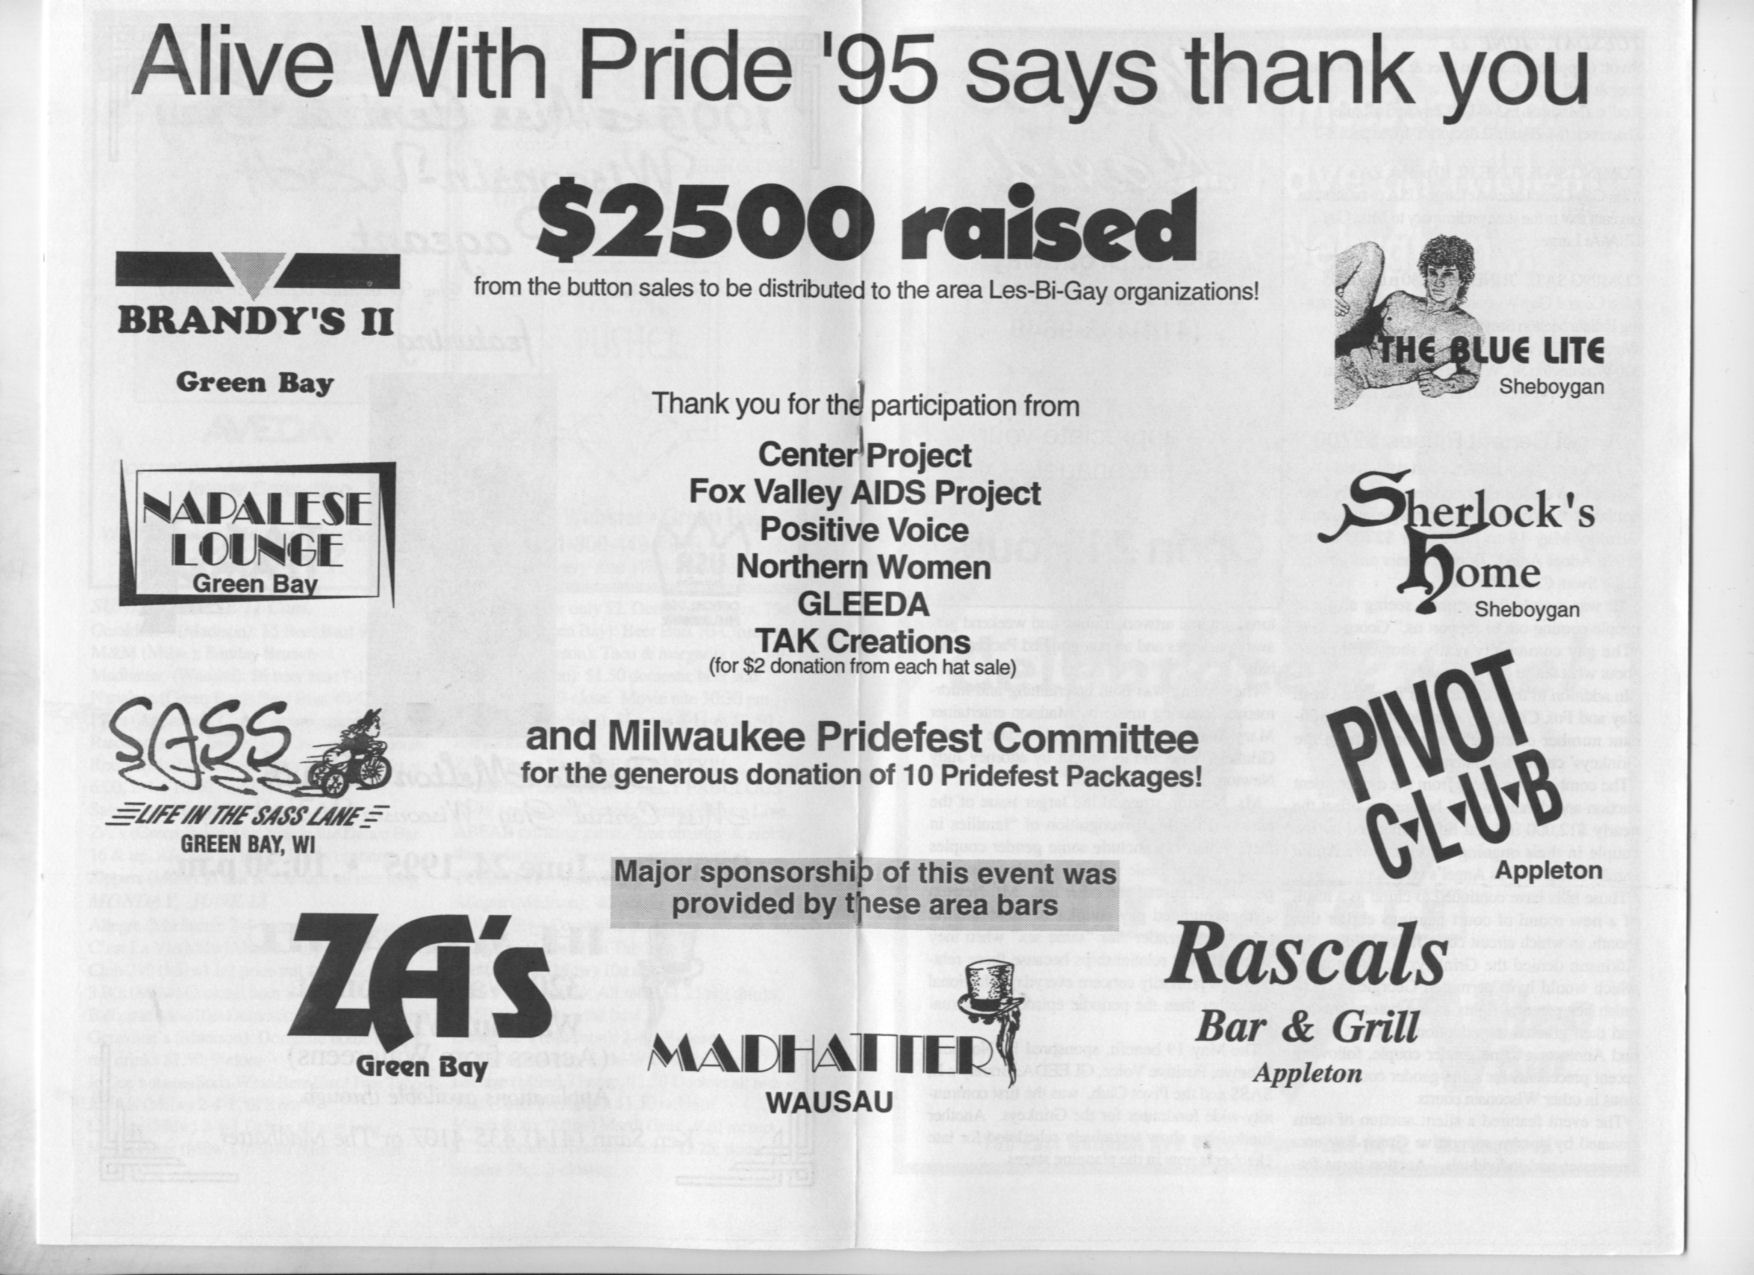 Alive With Pride '95 says thank you
$2500 raised
from the button sales to be distributed to the area Les-Bi-Gay organizations!
BRANDY'S II
Green Bay
THE BLUE LITE
Sheboygan
Thank you for the participation from
Center Project
Fox Valley AIDS Project
Positive Voice
Northern Women
GLEEDA
TAK Creations
(for $2 donation from each hat sale)
NAPALESE
LOUNGE
Green Bay
Sherlock's
Home
Sheboygan
and Milwaukee Pridefest Committee
for the generous donation of 10 Pridefest Packages!
SASS
LIFE IN THE SASS LANE
GREEN BAY, WI
PIVOT
CLUB
Appleton
Major sponsorship of this event was
provided by these area bars
ZA's
Green Bay
MADHATTER
WAUSAU
Rascals
Bar & Grill
Appleton